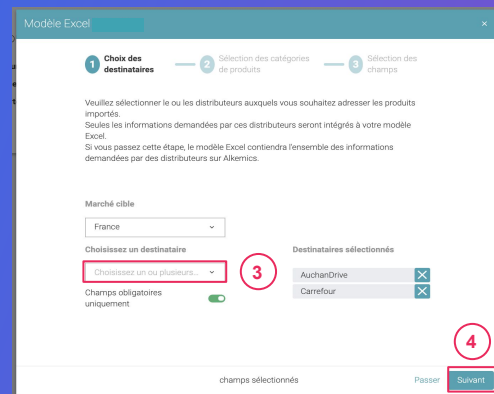 Modèle Excel
×
1 Choix des
destinataires
2 Sélection des catégories
de produits
3 Sélection des
champs
Veuillez sélectionner le ou les distributeurs auxquels vous souhaitez adresser les produits
importés.
Seules les informations demandées par ces distributeurs seront intégrés à votre modèle
Excel.
Si vous passez cette étape, le modèle Excel contiendra l'ensemble des informations
demandées par des distributeurs sur Alkemics.
Marché cible
France
Choisissez un destinataire
Destinataires sélectionnés
Choisissez un ou plusieurs...
3
AuchanDrive
Carrefour
Champs obligatoires
uniquement
4
champs sélectionnés
Passer
Suivant